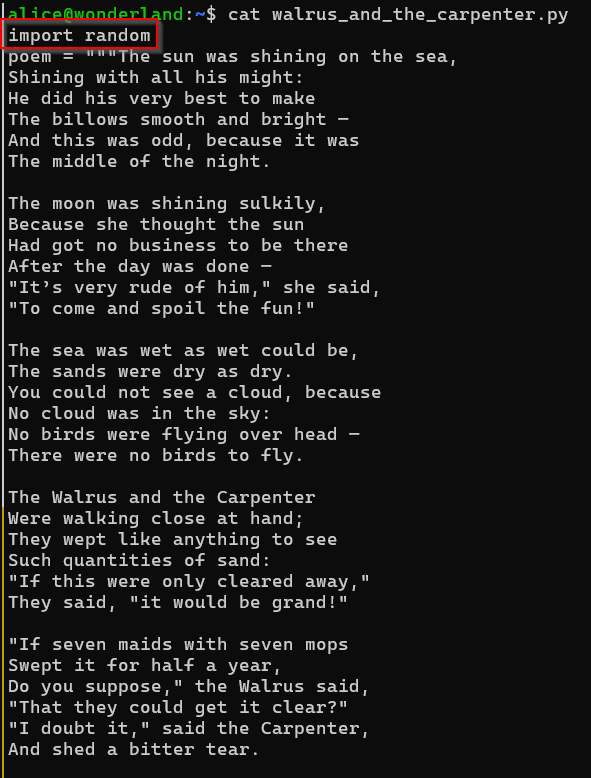 alice@wonderland:~$ cat walrus_and_the_carpenter.py
import random
poem = """The sun was shining on the sea,
Shining with all his might:
He did his very best to make
The billows smooth and bright —
And this was odd, because it was
The middle of the night.

The moon was shining sulkily,
Because she thought the sun
Had got no business to be there
After the day was done —
"It’s very rude of him," she said,
"To come and spoil the fun!"

The sea was wet as wet could be,
The sands were dry as dry.
You could not see a cloud, because
No cloud was in the sky:
No birds were flying over head —
There were no birds to fly.

The Walrus and the Carpenter
Were walking close at hand;
They wept like anything to see
Such quantities of sand:
"If this were only cleared away,"
They said, "it would be grand!"

"If seven maids with seven mops
Swept it for half a year,
Do you suppose," the Walrus said,
"That they could get it clear?"
"I doubt it," said the Carpenter,
And shed a bitter tear.